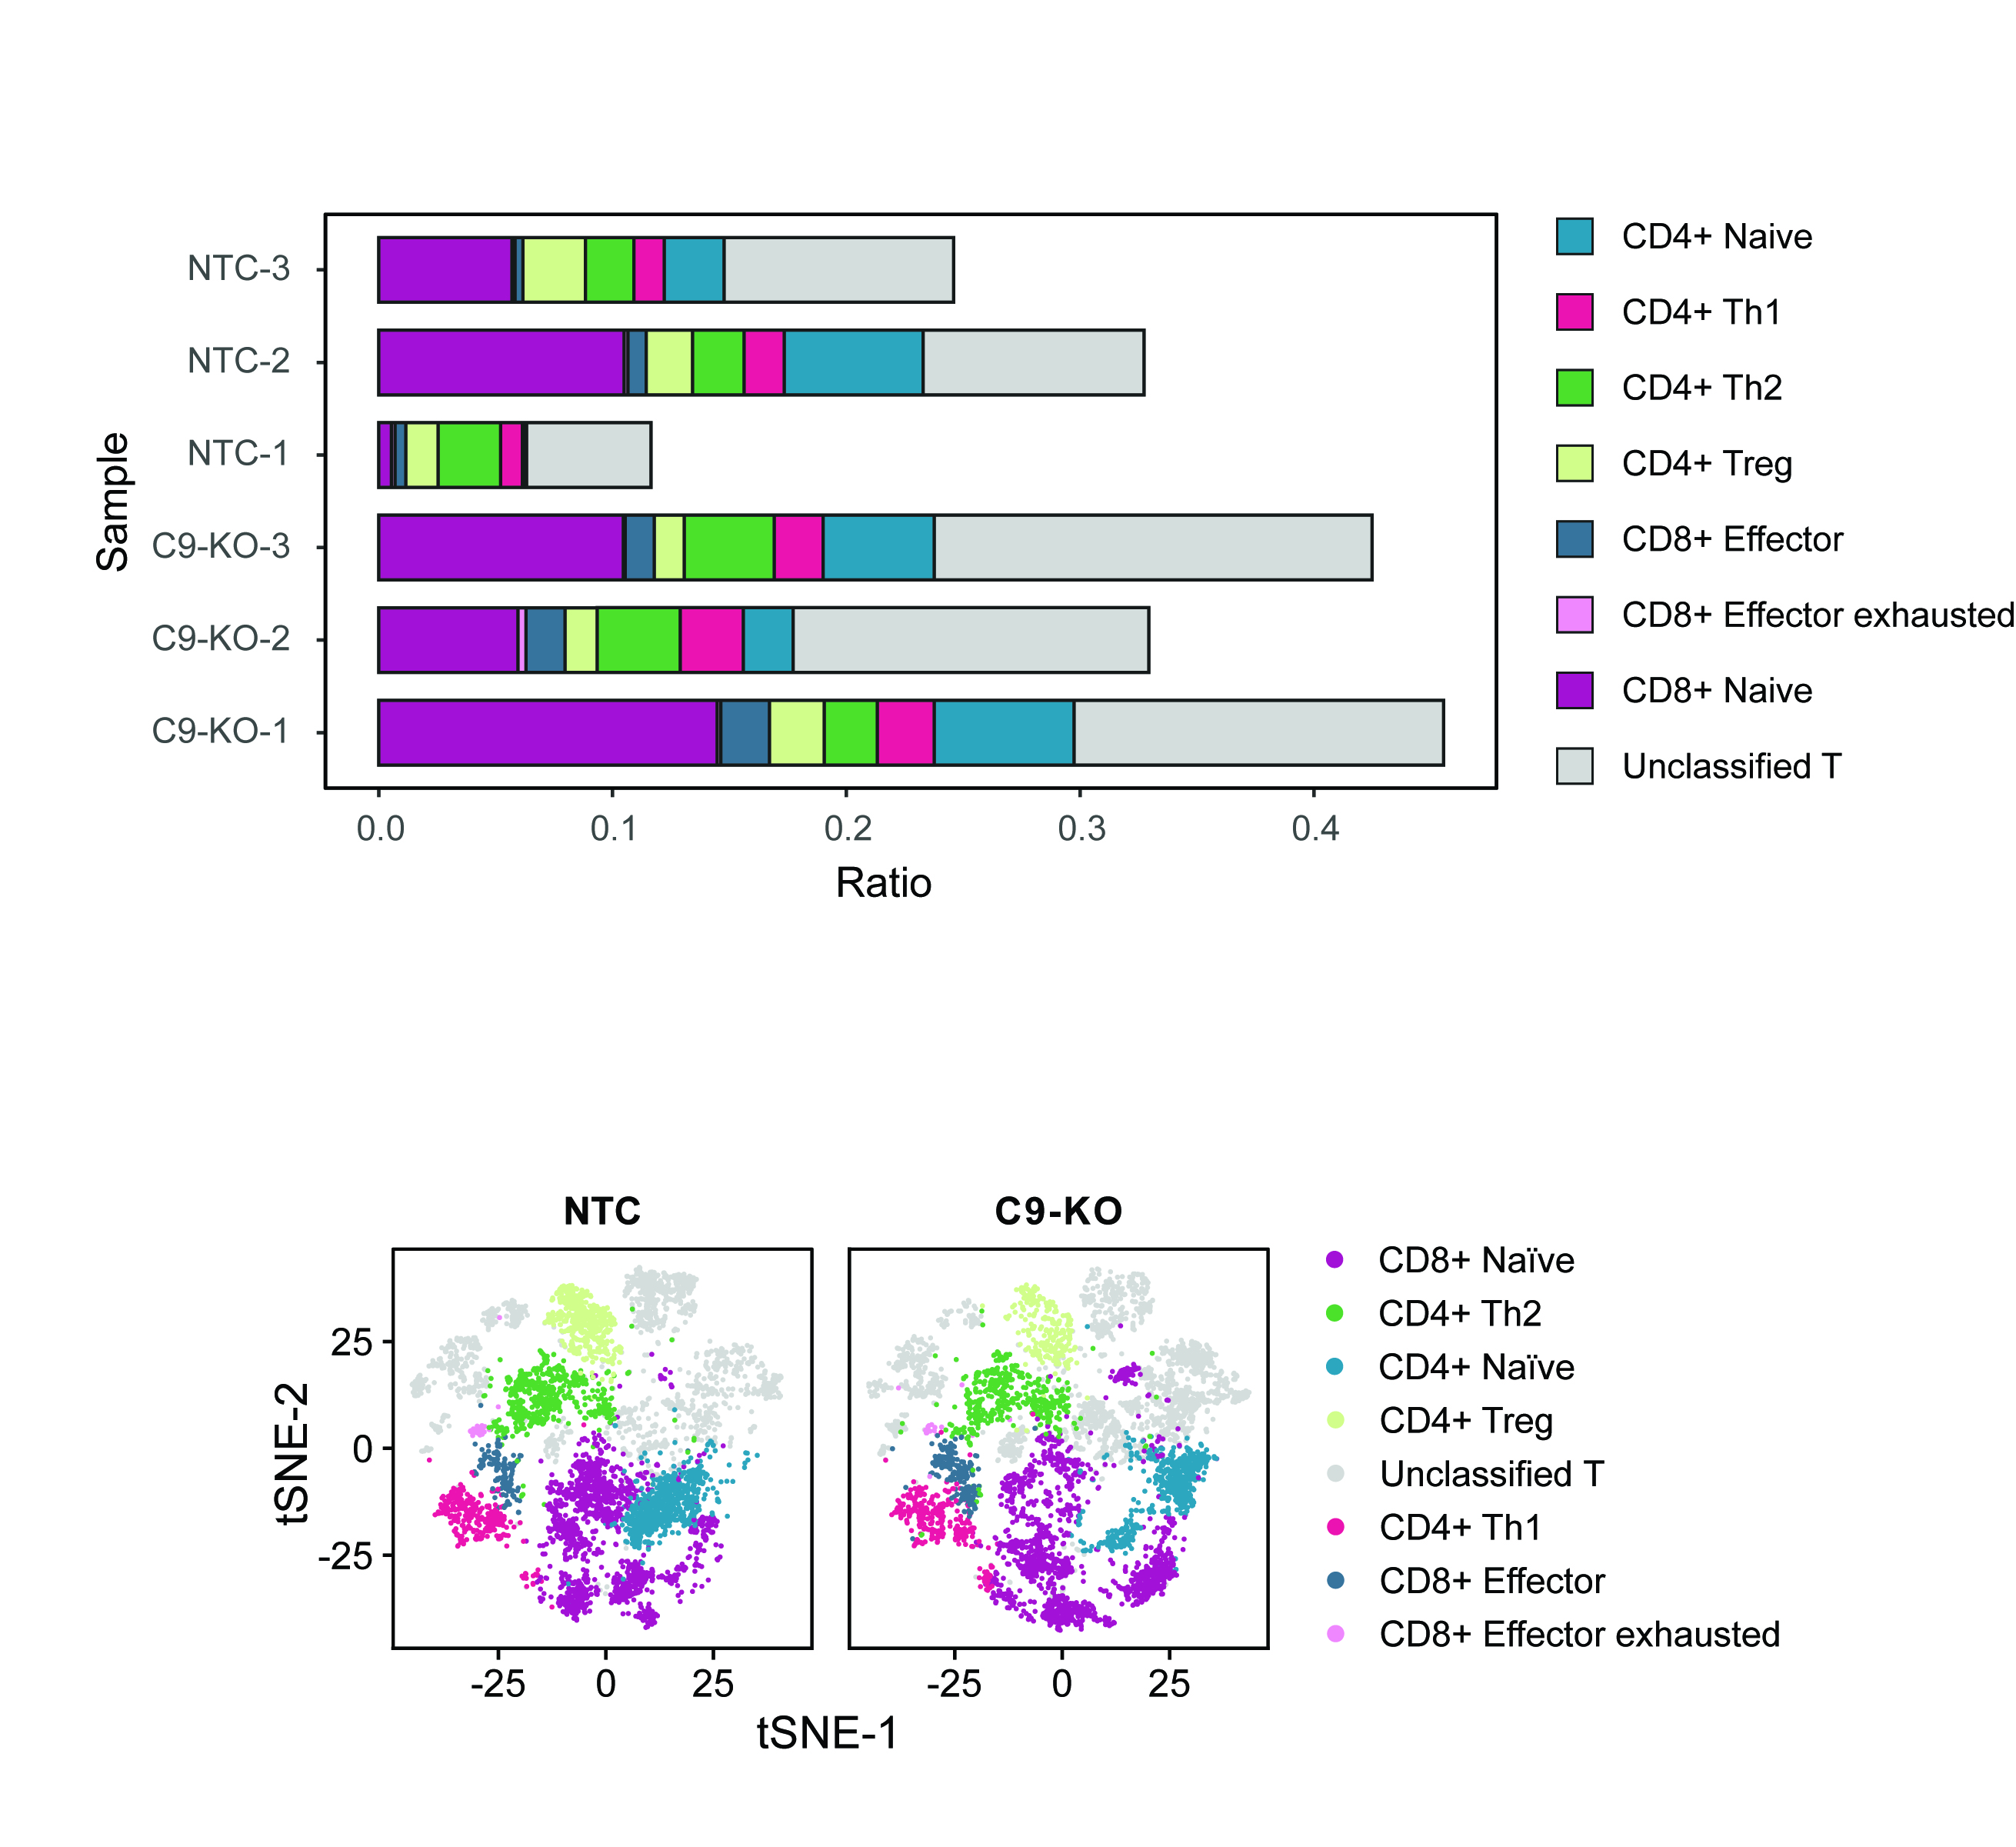 NTC-3
NTC-2
NTC-1
C9-KO-3
C9-KO-2
C9-KO-1
Sample
0.0 0.1 0.2 0.3 0.4
Ratio
CD4+ Naive
CD4+ Th1
CD4+ Th2
CD4+ Treg
CD8+ Effector
CD8+ Effector exhausted
CD8+ Naive
Unclassified T
NTC C9-KO
25
0
-25
tSNE-2
-25 0 25 -25 0 25
tSNE-1
CD8+ Naïve
CD4+ Th2
CD4+ Naïve
CD4+ Treg
Unclassified T
CD4+ Th1
CD8+ Effector
CD8+ Effector exhausted